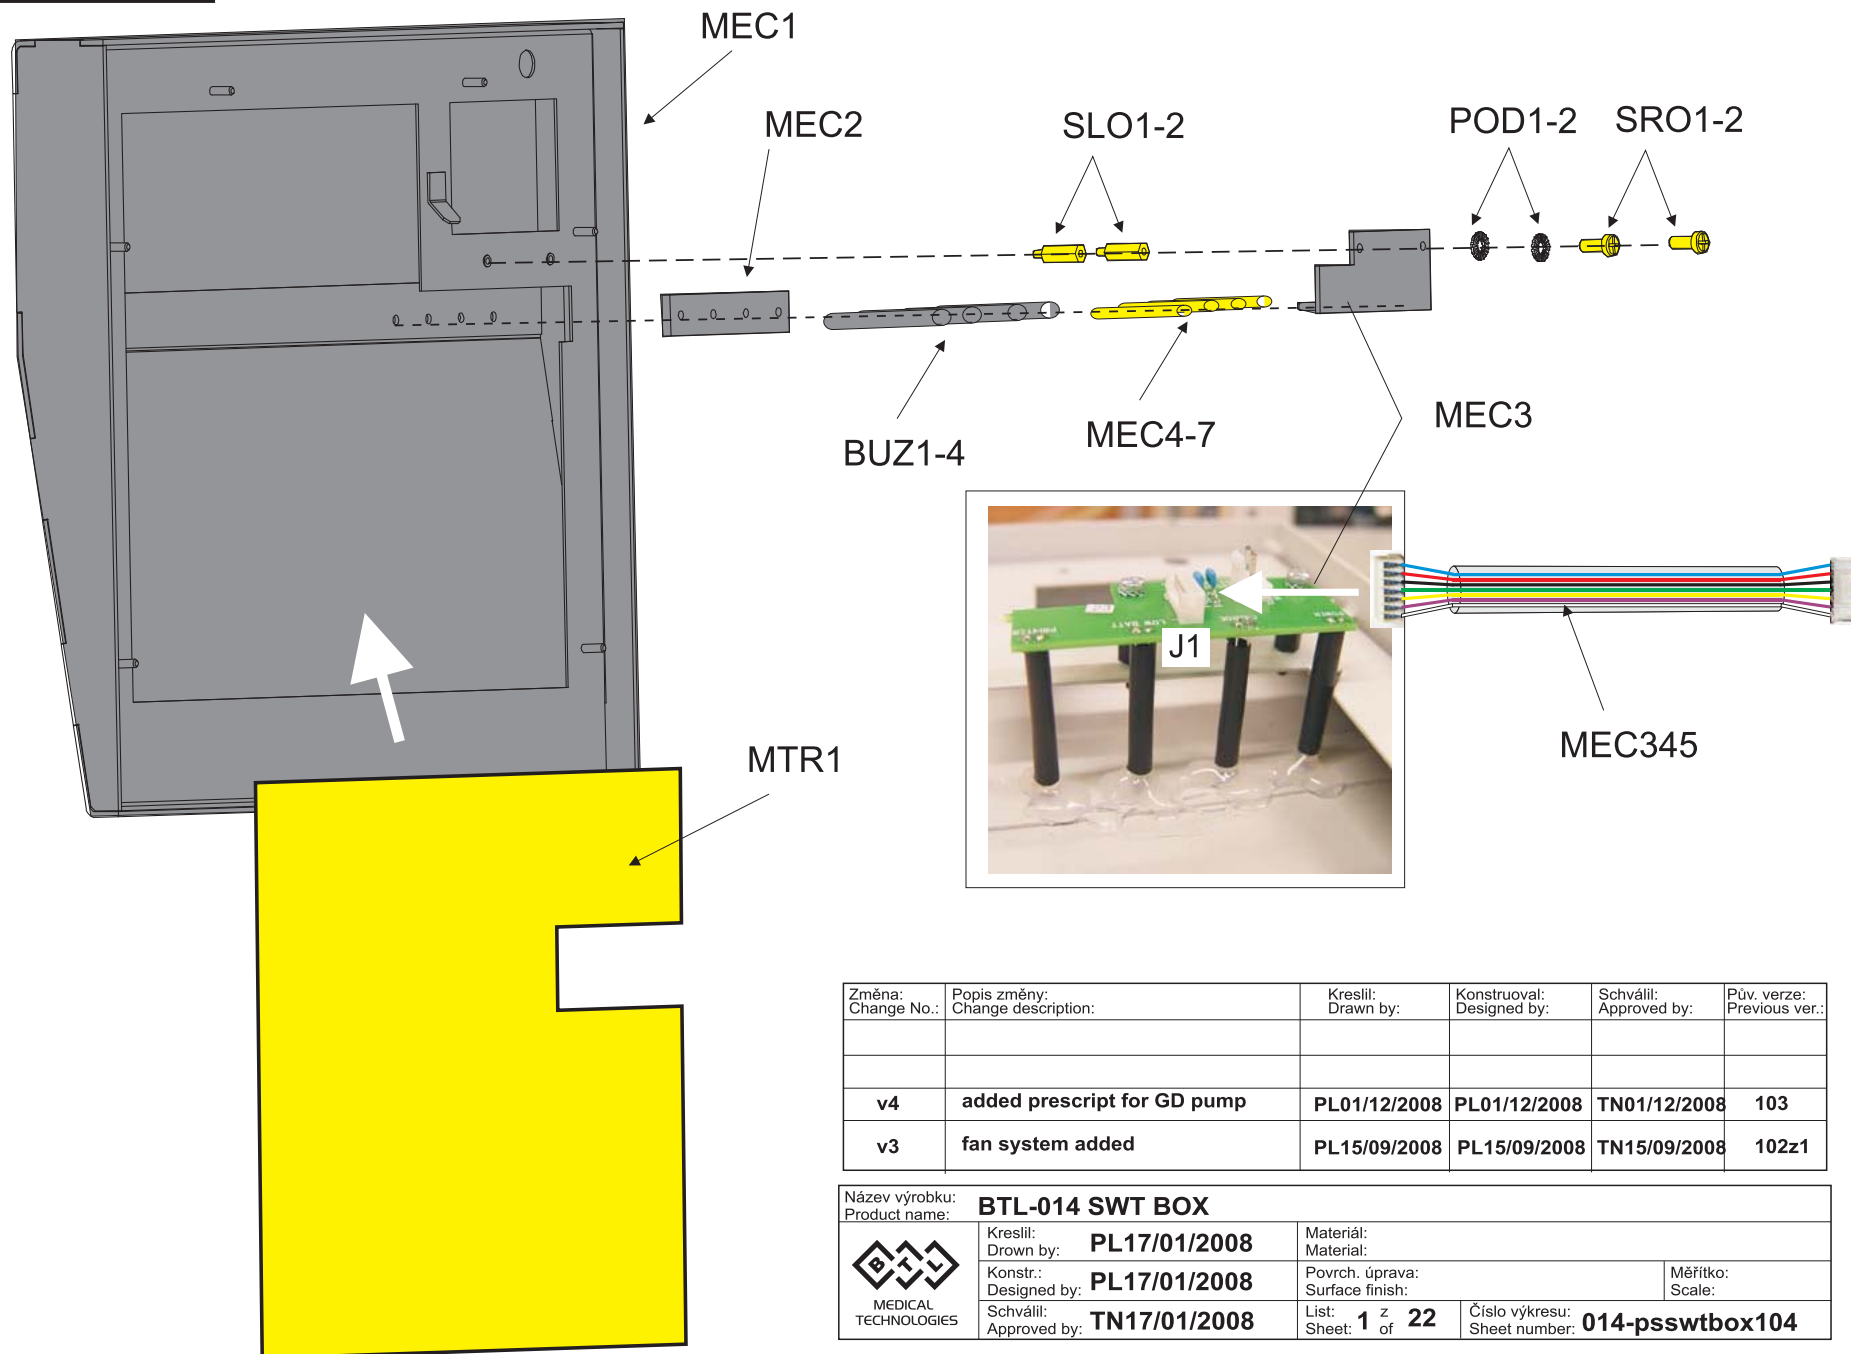 MEC1
MEC2
SLO1-2
POD1-2
SRO1-2
BUZ1-4
MEC4-7
MEC3
J1
PRINTER
LOW BATT
MEC345
MTR1
Změna:
Change No.:
Popis změny:
Change description:
Kreslil:
Drawn by:
Konstruoval:
Designed by:
Schválil:
Approved by:
Pův. verze:
Previous ver.:
v4
added prescript for GD pump
PL01/12/2008
PL01/12/2008
TN01/12/2008
103
v3
fan system added
PL15/09/2008
PL15/09/2008
TN15/09/2008
102z1
Název výrobku:
Product name:
BTL-014 SWT BOX
BTL
MEDICAL
TECHNOLOGIES
Kreslil:
Drown by:
PL17/01/2008
Materiál:
Material:
Konstr.:
Designed by:
PL17/01/2008
Povrch. úprava:
Surface finish:
Měřítko:
Scale:
Schválil:
Approved by:
TN17/01/2008
List: z
Sheet: 1 of 22
Číslo výkresu:
Sheet number:
014-psswtbox104